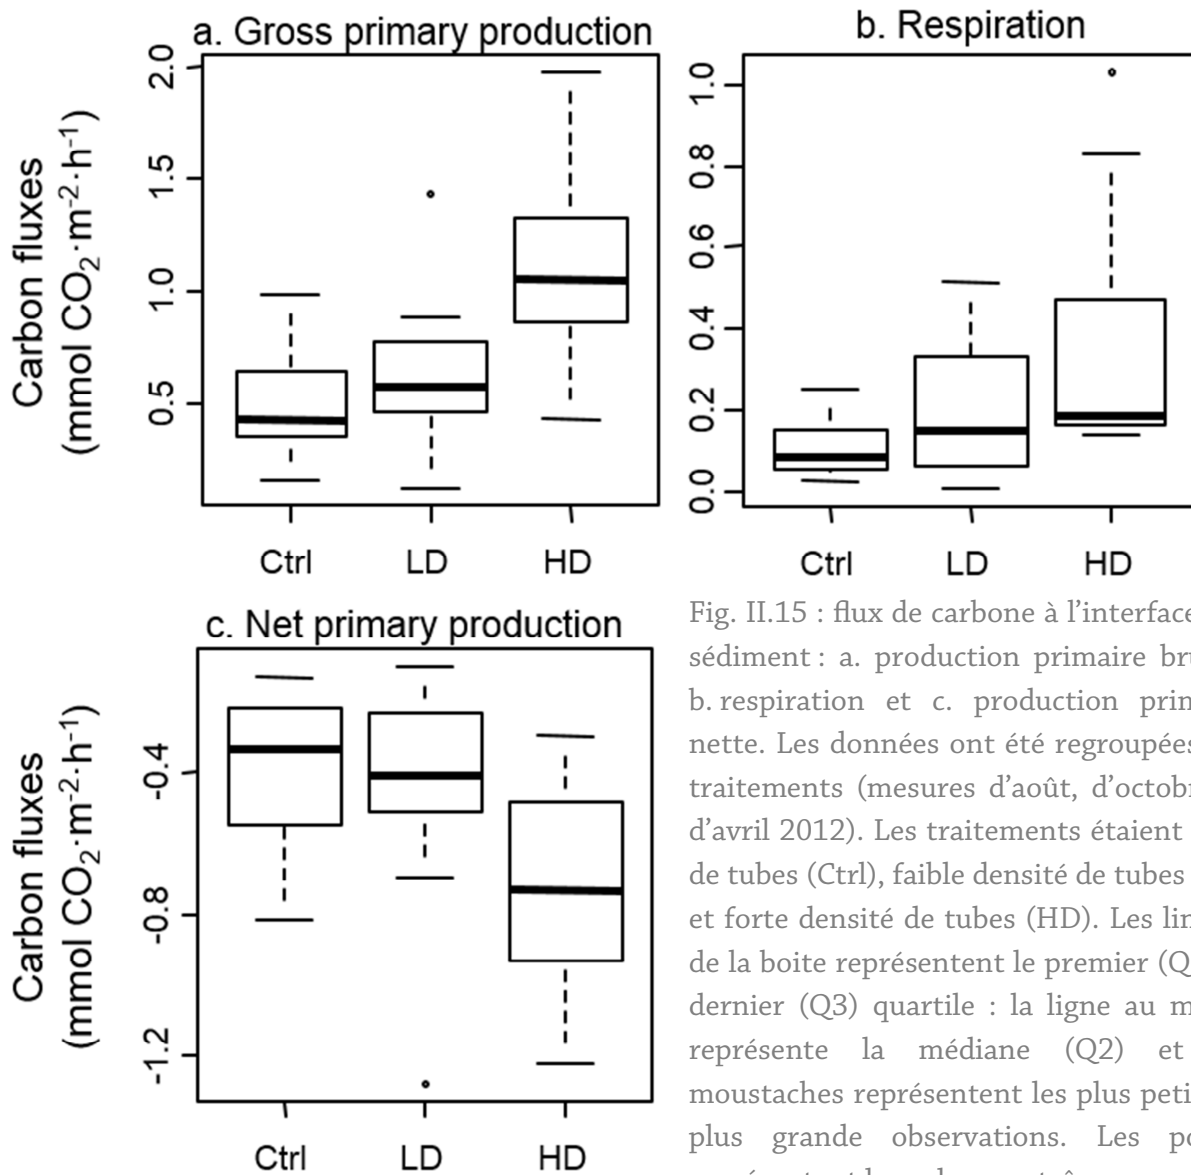 a. Gross primary production
b. Respiration
Carbon fluxes
(mmol CO₂·m⁻²·h⁻¹)
2.0
1.5
1.0
0.5
1.0
0.8
0.6
0.4
0.2
0.0
Ctrl LD HD
Ctrl LD HD
c. Net primary production
Carbon fluxes
(mmol CO₂·m⁻²·h⁻¹)
-0.4
-0.8
-1.2
Ctrl LD HD
Fig. II.15 : flux de carbone à l’interface
sédiment : a. production primaire
b. respiration et c. production
nette. Les données ont été regroupées
traitements (mesures d’août,
d’avril 2012). Les traitements étaient
de tubes (Ctrl), faible densité de tubes
et forte densité de tubes (HD). Les
de la boite représentent le premier
dernier (Q3) quartile : la ligne au
représente la médiane (Q2) et
moustaches représentent les plus
plus grande observations. Les